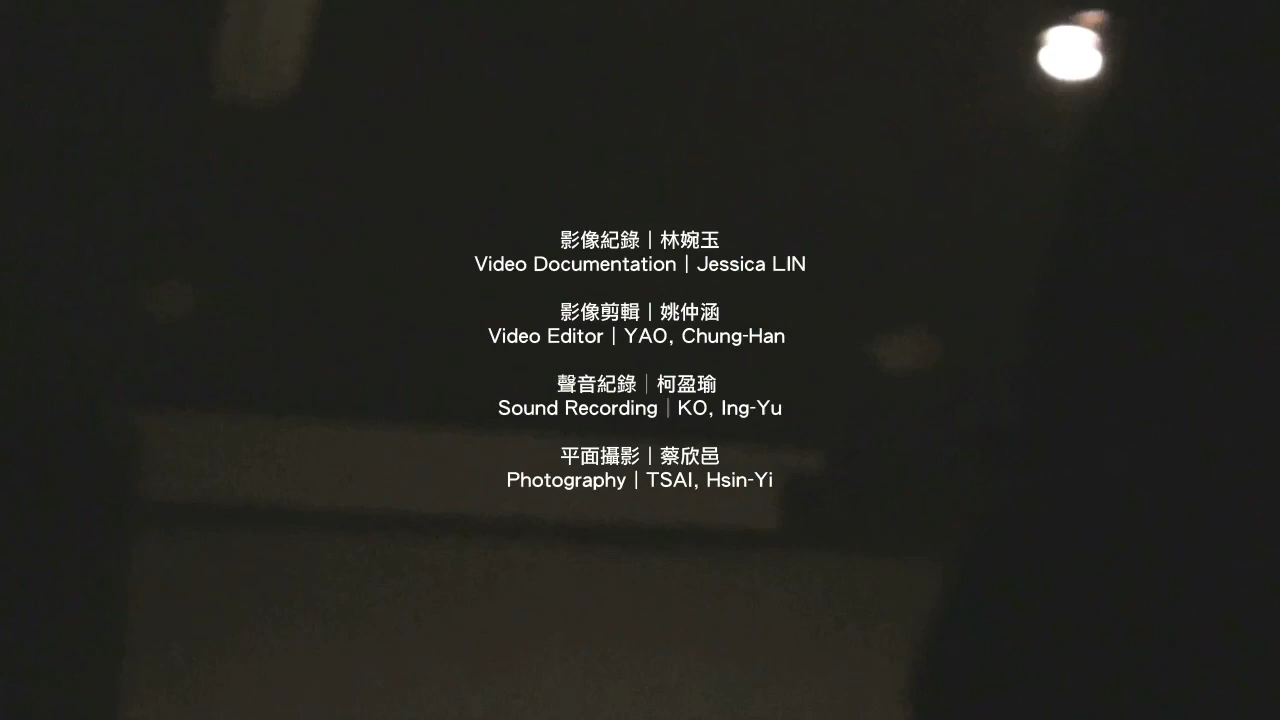 影像紀錄｜林婉玉
Video Documentation｜Jessica LIN
影像剪輯｜姚仲涵
Video Editor｜YAO, Chung-Han
聲音紀錄｜柯盈瑜
Sound Recording｜KO, Ing-Yu
平面攝影｜蔡欣邑
Photography｜TSAI, Hsin-Yi